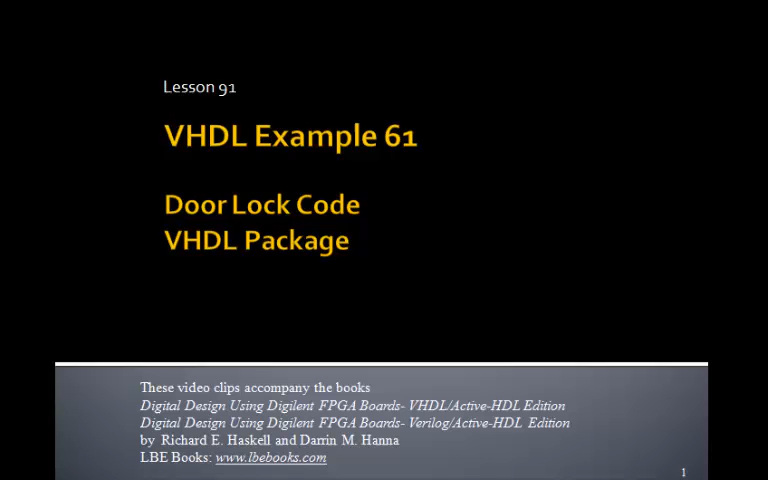 Lesson 91
VHDL Example 61
Door Lock Code
VHDL Package
These video clips accompany the books
Digital Design Using Digilent FPGA Boards- VHDL/Active-HDL Edition
Digital Design Using Digilent FPGA Boards- Verilog/Active-HDL Edition
by Richard E. Haskell and Darrin M. Hanna
LBE Books: www.lbebooks.com
1